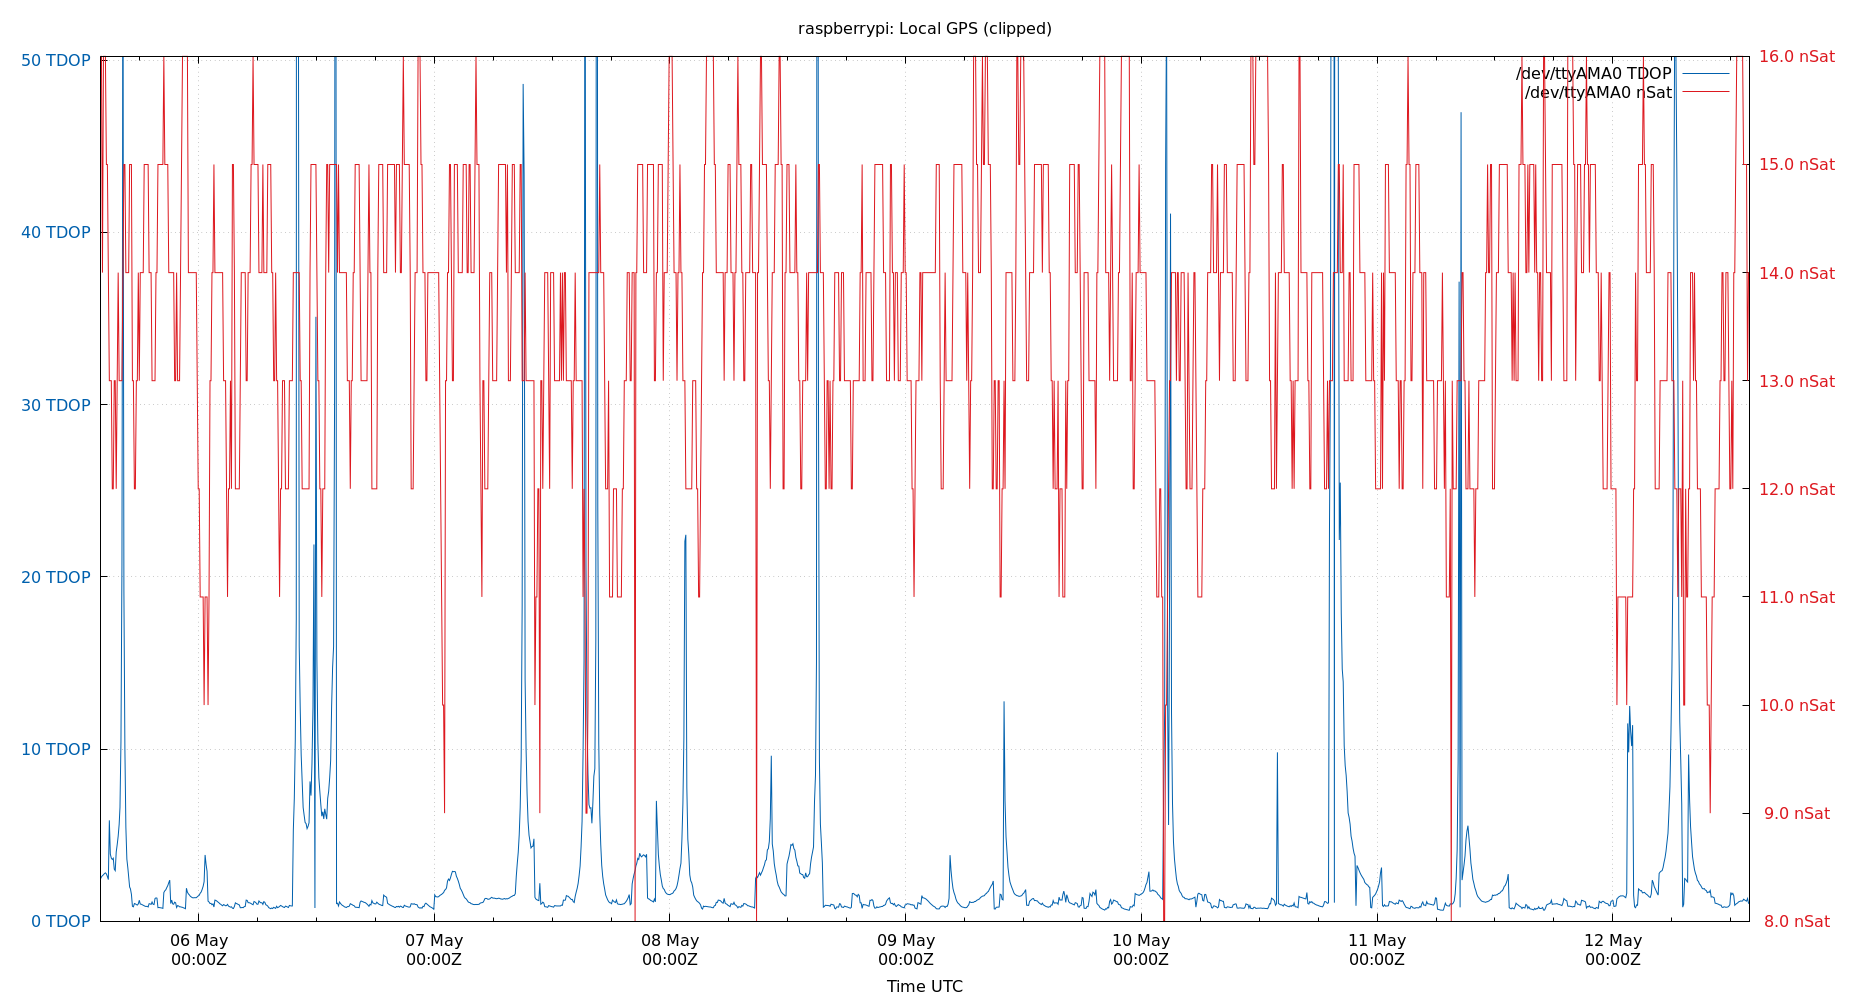 raspberrypi: Local GPS (clipped)
/dev/ttyAMA0 TDOP
/dev/ttyAMA0 nSat
50 TDOP
40 TDOP
30 TDOP
20 TDOP
10 TDOP
0 TDOP
16.0 nSat
15.0 nSat
14.0 nSat
13.0 nSat
12.0 nSat
11.0 nSat
10.0 nSat
9.0 nSat
8.0 nSat
06 May
00:00Z
07 May
00:00Z
08 May
00:00Z
09 May
00:00Z
10 May
00:00Z
11 May
00:00Z
12 May
00:00Z
Time UTC